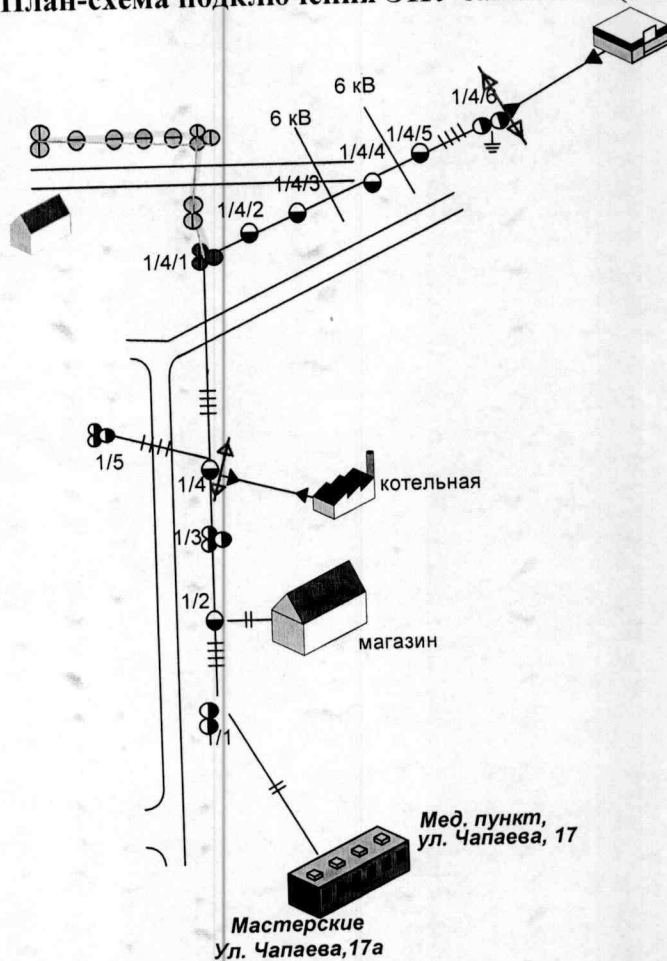 План-схема подключения
6 кВ
6 кВ
1/4/6
1/4/5
1/4/4
1/4/3
1/4/2
1/4/1
1/5
1/4
котельная
1/3
1/2
магазин
1/1
Мед. пункт,
ул. Чапаева, 17
Мастерские
Ул. Чапаева,17а